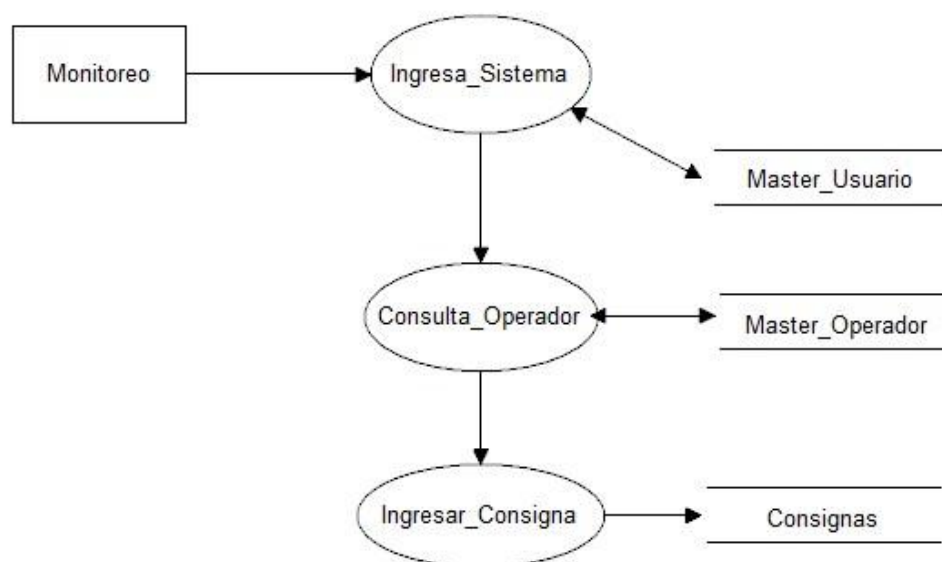 Monitoreo
Ingresa_Sistema
Master_Usuario
Consulta_Operador
Master_Operador
Ingresar_Consigna
Consignas